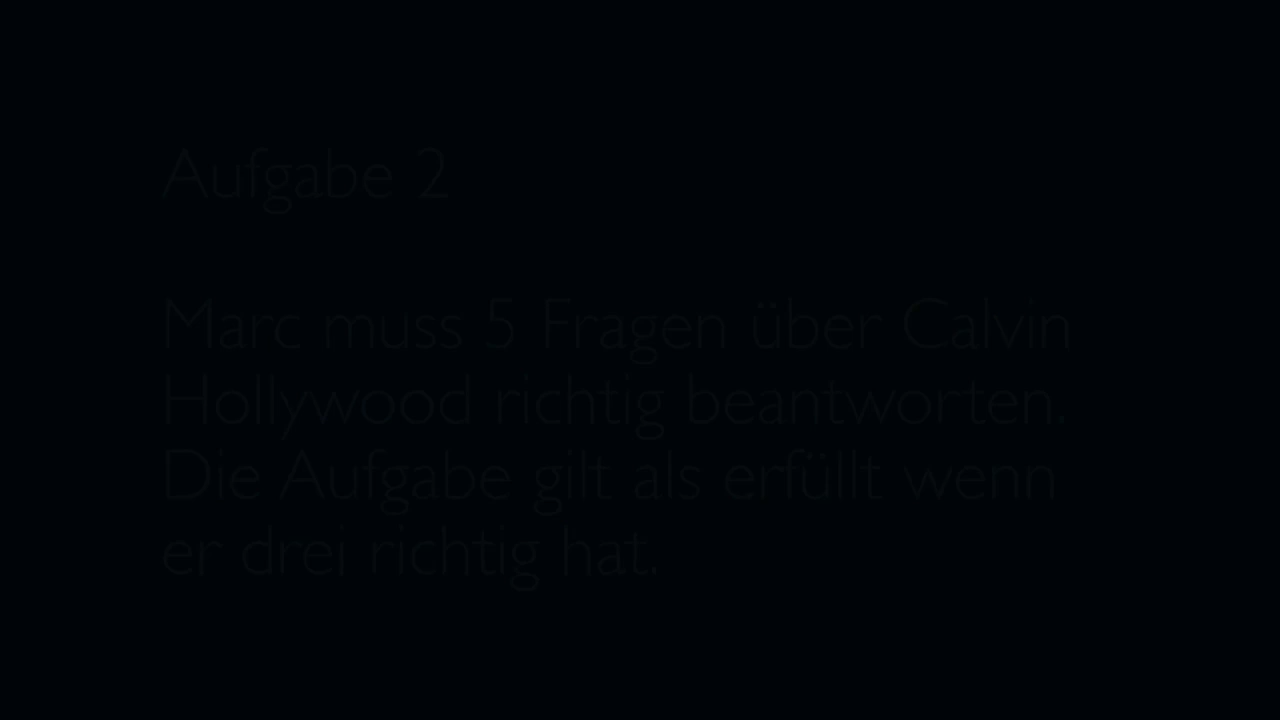 Aufgabe 2
Marc muss 5 Fragen über Calvin
Hollywood richtig beantworten.
Die Aufgabe gilt als erfüllt wenn
er drei richtig hat.